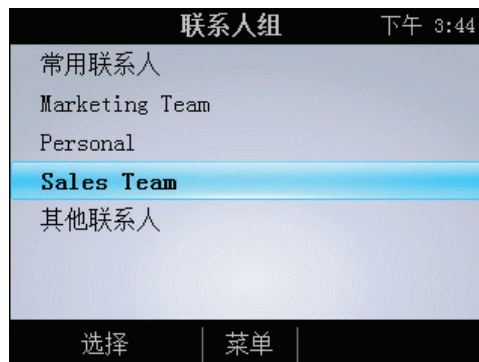 联系人组 下午 3:44
常用联系人
Marketing Team
Personal
Sales Team
其他联系人
选择 菜单